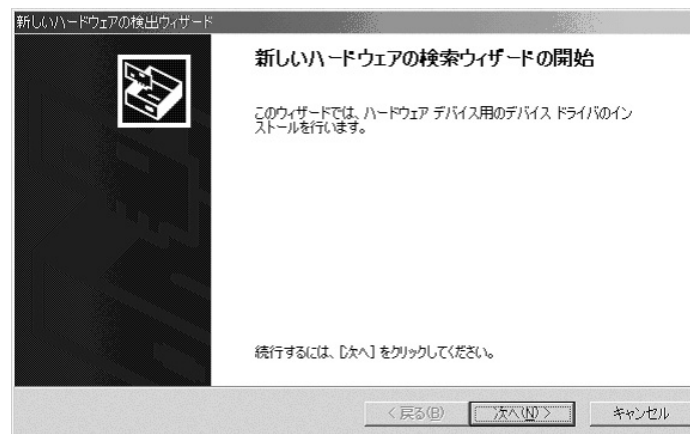 新しいハードウェアの検出ウィザード
新しいハードウェアの検索ウィザードの開始
このウィザードでは、ハードウェア デバイス用のデバイス ドライバのイン
ストールを行います。
続行するには、[次へ] をクリックしてください。
< 戻る(B)
次へ(N) >
キャンセル